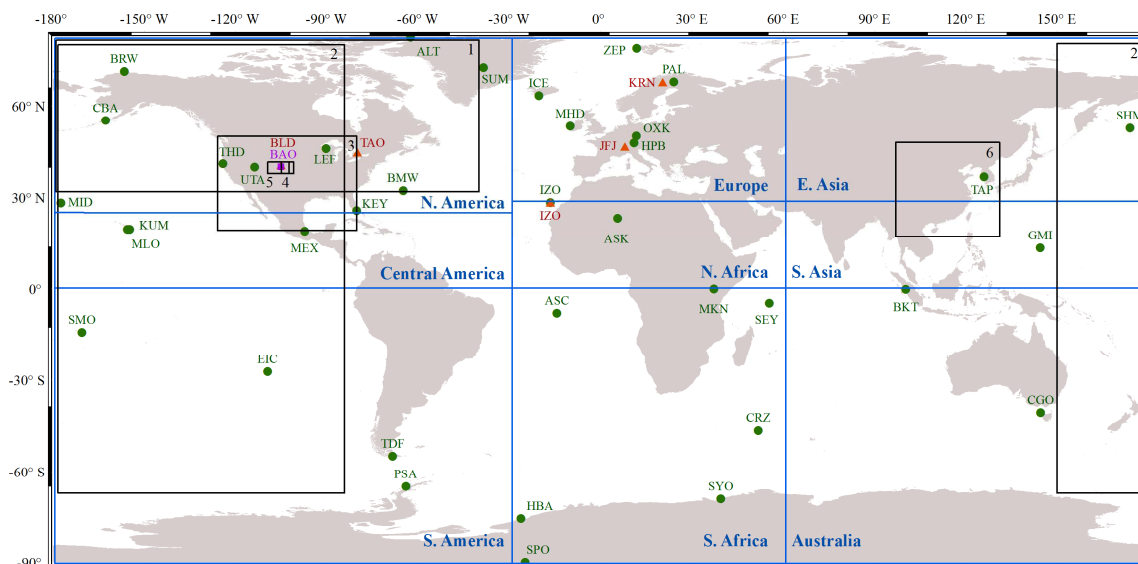 -180° W
-150° W
-120° W
-90° W
-60° W
-30° W
0°
30° E
60° E
90° E
120° E
150° E
ALT
1
2
2
ZEP
BRW
SUM
ICE
KRN
PAL
60° N
CBA
MHD
OXK
SHM
THD
BLD
BAO
TAO
LEF
3
JFJ
HPB
6
UTA
5
4
BMW
IZO
Europe
E. Asia
TAP
30° N
MID
N. America
KEY
IZO
KUM
MLO
MEX
ASK
GMI
Central America
N. Africa
S. Asia
0°
ASC
MKN
SEY
BKT
SMO
EIC
-30° S
CGO
CRZ
TDF
-60° S
PSA
SYO
HBA
S. America
S. Africa
Australia
SPO
-90°